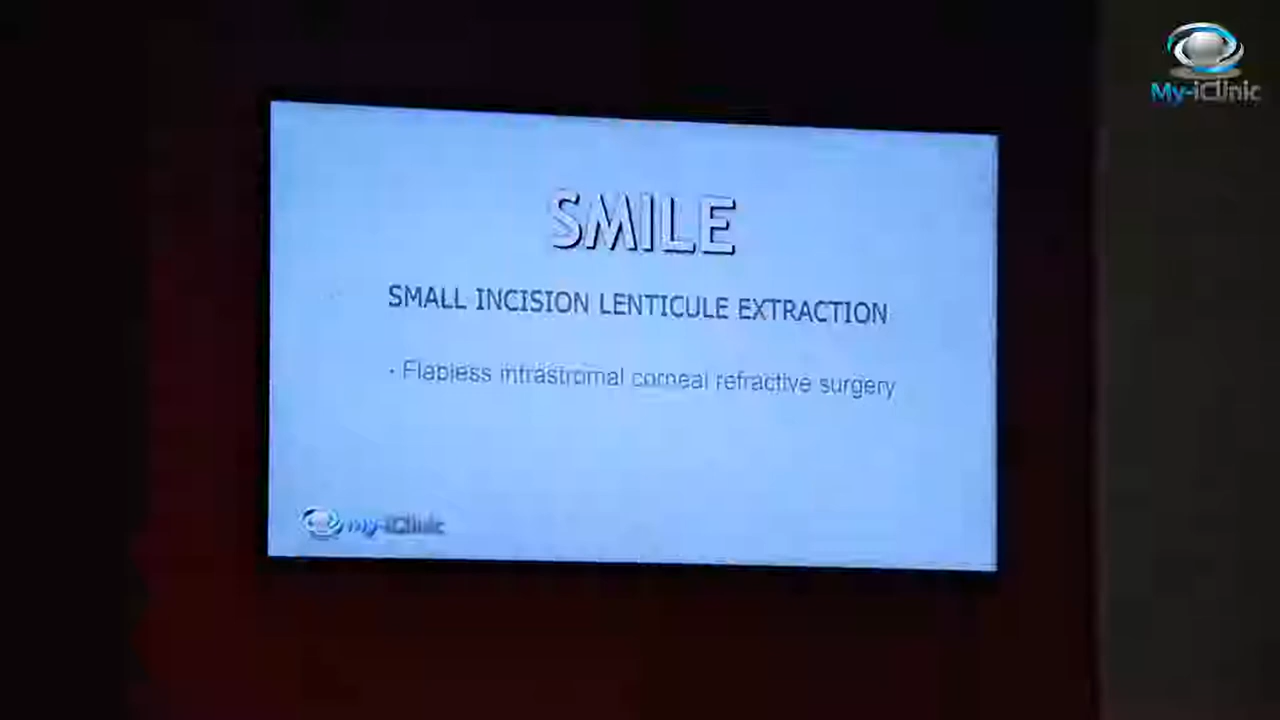 My-iClinic
SMILE
SMALL INCISION LENTICULE EXTRACTION
- Flapless intrastromal corneal refractive surgery
my-iClinic